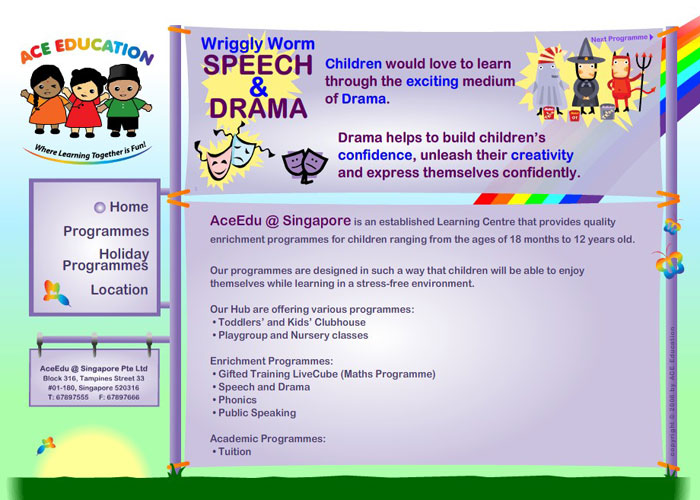 ACE EDUCATION
Where Learning Together is Fun!
Home
Programmes
Holiday
Programmes
Location
AceEdu @ Singapore Pte Ltd
Block 316, Tampines Street 33
#01-180, Singapore 520316
T: 67897555 F: 67897666
Next Programme
Wriggly Worm
SPEECH
&
DRAMA
Children would love to learn
through the exciting medium
of Drama.
Drama helps to build children's
confidence, unleash their creativity
and express themselves confidently.
AceEdu @ Singapore is an established Learning Centre that provides quality
enrichment programmes for children ranging from the ages of 18 months to 12 years old.
Our programmes are designed in such a way that children will be able to enjoy
themselves while learning in a stress-free environment.
Our Hub are offering various programmes:
• Toddlers' and Kids' Clubhouse
• Playgroup and Nursery classes
Enrichment Programmes:
• Gifted Training LiveCube (Maths Programme)
• Speech and Drama
• Phonics
• Public Speaking
Academic Programmes:
• Tuition
copyright © 2006 by ACE Education